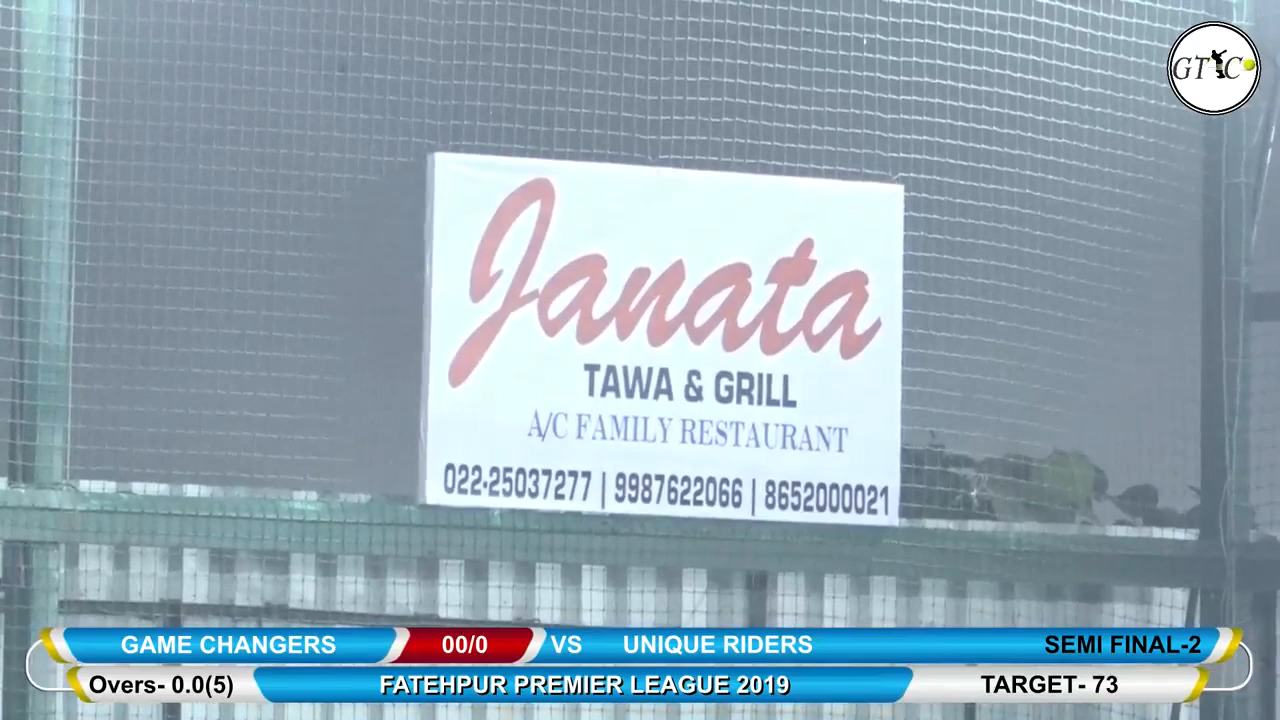 GTC
Janata
TAWA & GRILL
A/C FAMILY RESTAURANT
022-25037277 | 9987622066 | 8652000021
GAME CHANGERS 00/0 VS UNIQUE RIDERS SEMI FINAL-2
Overs- 0.0(5) FATEHPUR PREMIER LEAGUE 2019 TARGET- 73